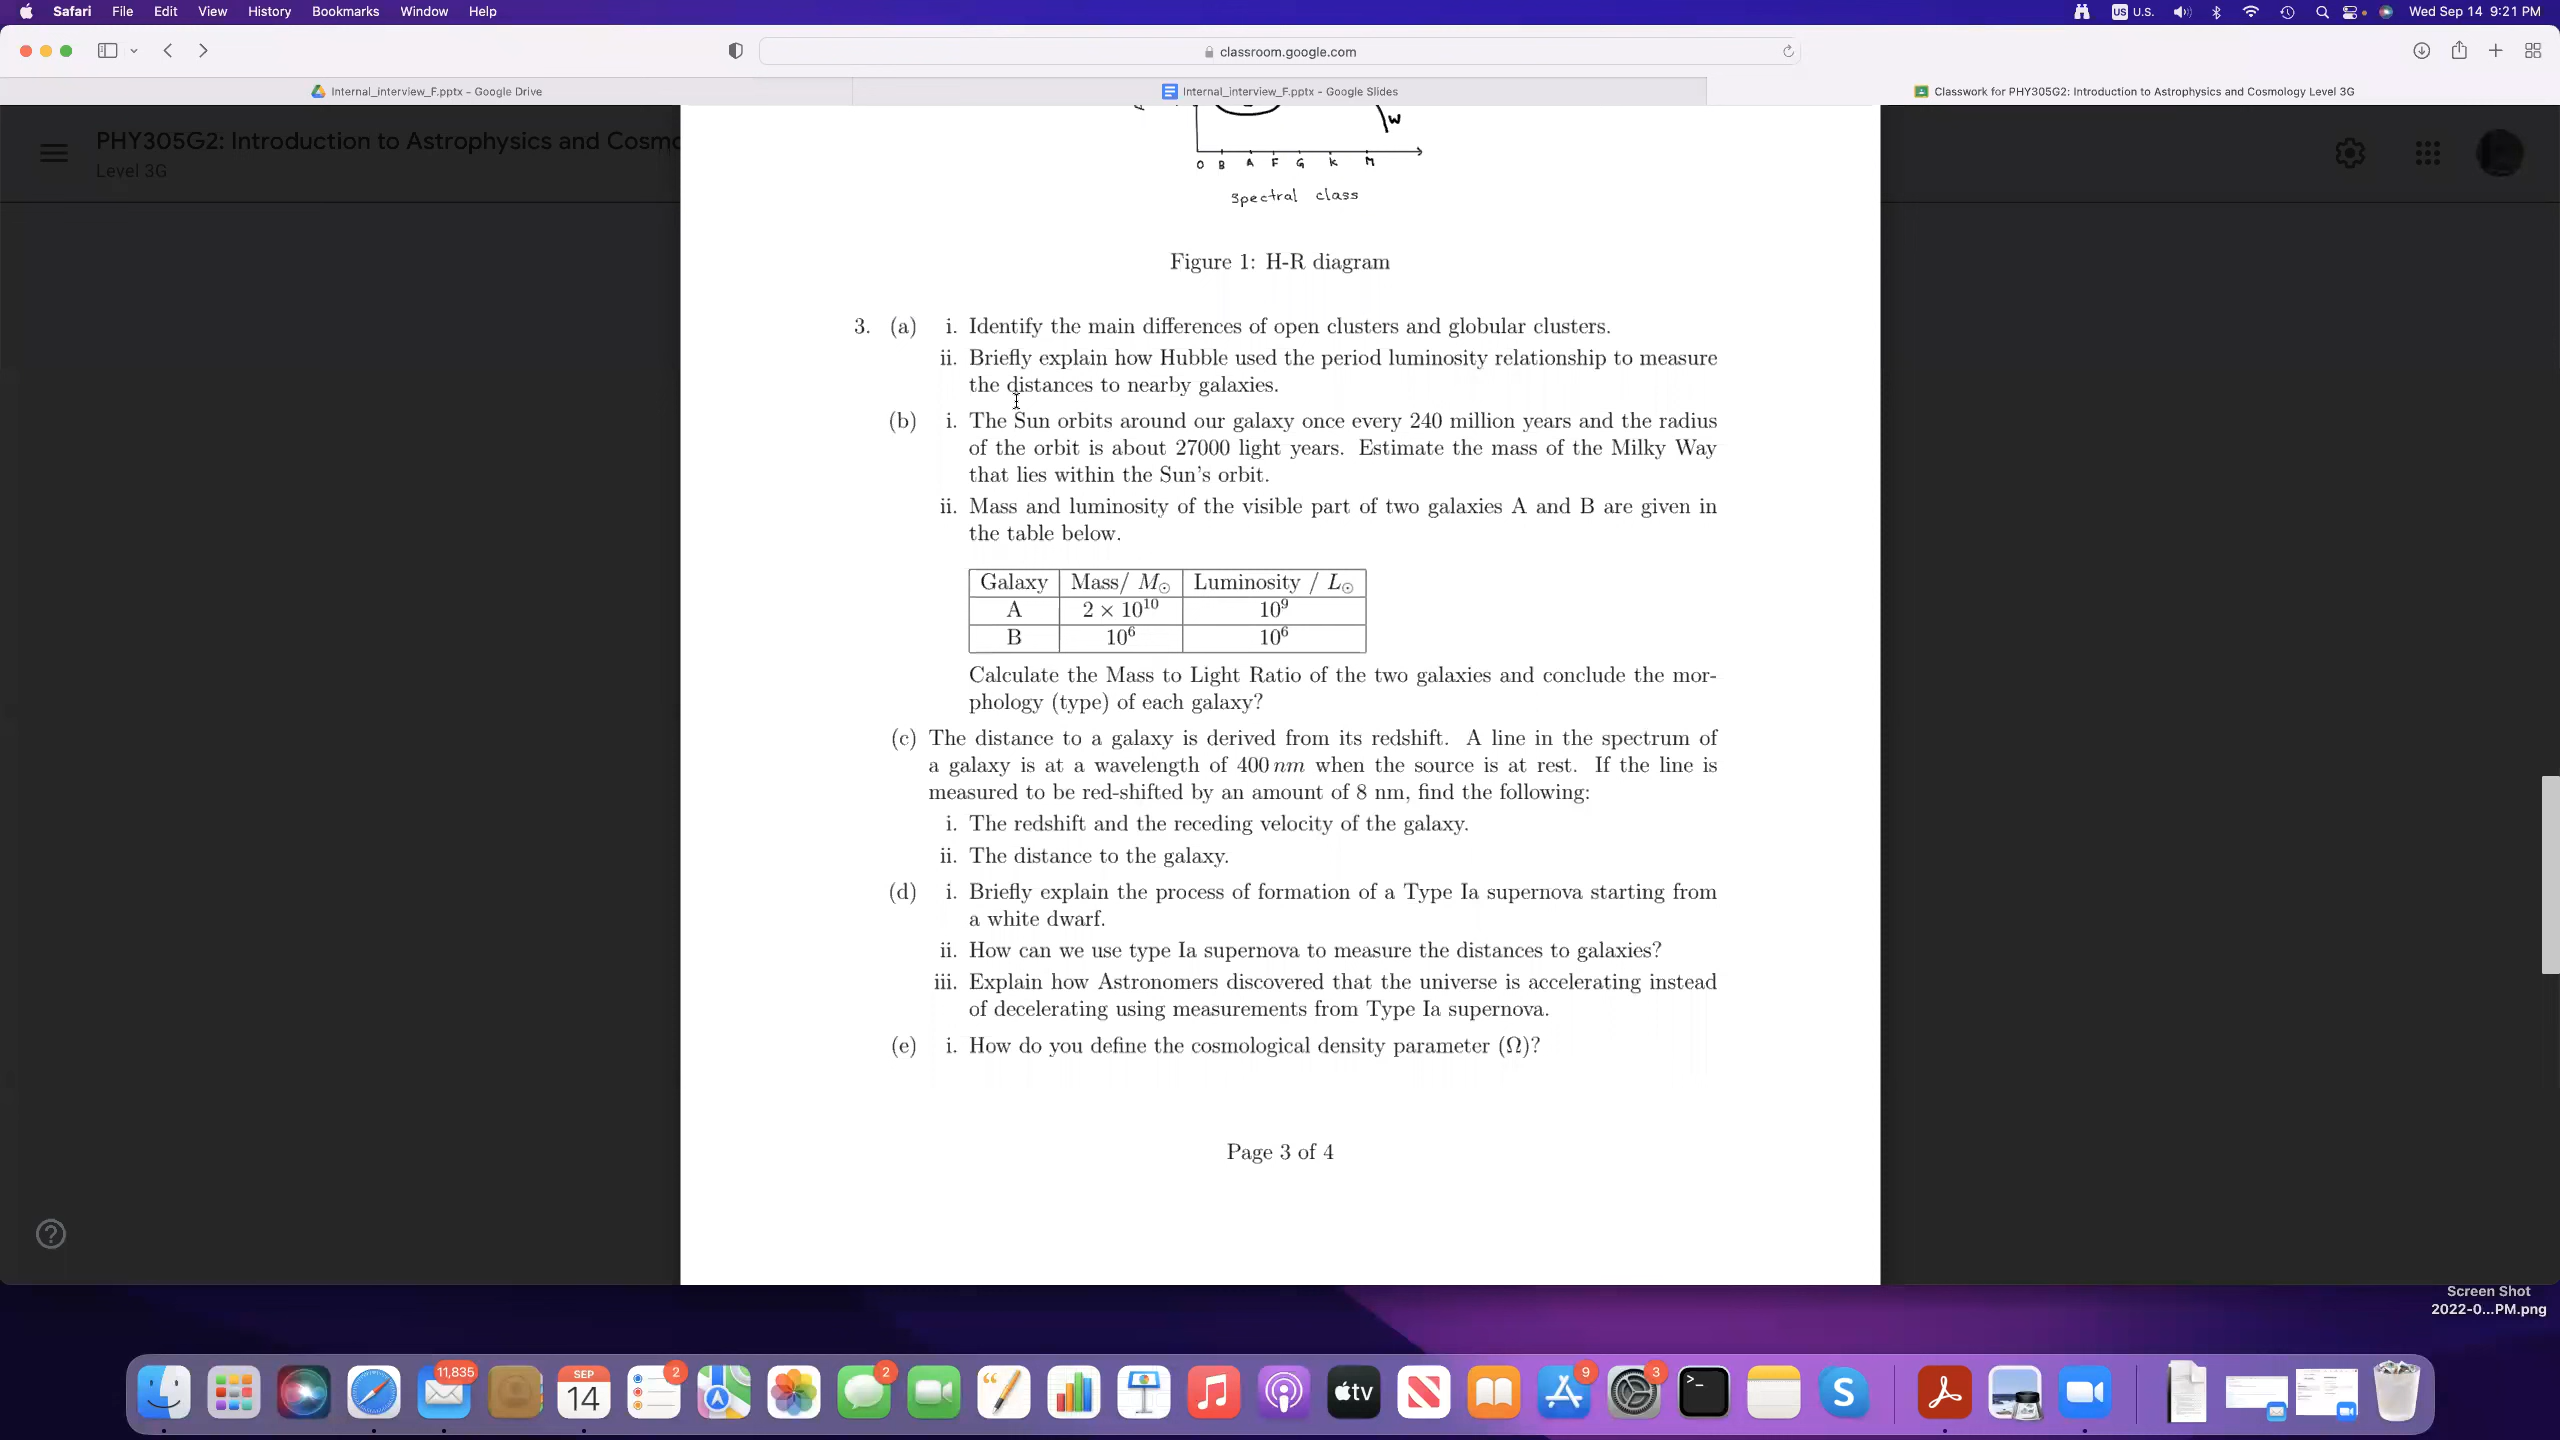 Safari File Edit View History Bookmarks Window Help
US U.S. Wed Sep 14 9:21 PM
classroom.google.com
Internal_interview_F.pptx - Google Drive
Internal_interview_F.pptx - Google Slides
Classwork for PHY305G2: Introduction to Astrophysics and Cosmology Level 3G
PHY305G2: Introduction to Astrophysics and Cosmo
Level 3G
W
O B A F G K M
Spectral class
Figure 1: H-R diagram
3. (a) i. Identify the main differences of open clusters and globular clusters.
ii. Briefly explain how Hubble used the period luminosity relationship to measure
the distances to nearby galaxies.
(b) i. The Sun orbits around our galaxy once every 240 million years and the radius
of the orbit is about 27000 light years. Estimate the mass of the Milky Way
that lies within the Sun's orbit.
ii. Mass and luminosity of the visible part of two galaxies A and B are given in
the table below.
Galaxy Mass/ M⊙ Luminosity / L⊙
A 2 × 10¹⁰ 10⁹
B 10⁶ 10⁶
Calculate the Mass to Light Ratio of the two galaxies and conclude the mor-
phology (type) of each galaxy?
(c) The distance to a galaxy is derived from its redshift. A line in the spectrum of
a galaxy is at a wavelength of 400 nm when the source is at rest. If the line is
measured to be red-shifted by an amount of 8 nm, find the following:
i. The redshift and the receding velocity of the galaxy.
ii. The distance to the galaxy.
(d) i. Briefly explain the process of formation of a Type Ia supernova starting from
a white dwarf.
ii. How can we use type Ia supernova to measure the distances to galaxies?
iii. Explain how Astronomers discovered that the universe is accelerating instead
of decelerating using measurements from Type Ia supernova.
(e) i. How do you define the cosmological density parameter (Ω)?
Page 3 of 4
Screen Shot
2022-0...PM.png
11,835
SEP
14
2
2
tv
9
3
>_
S